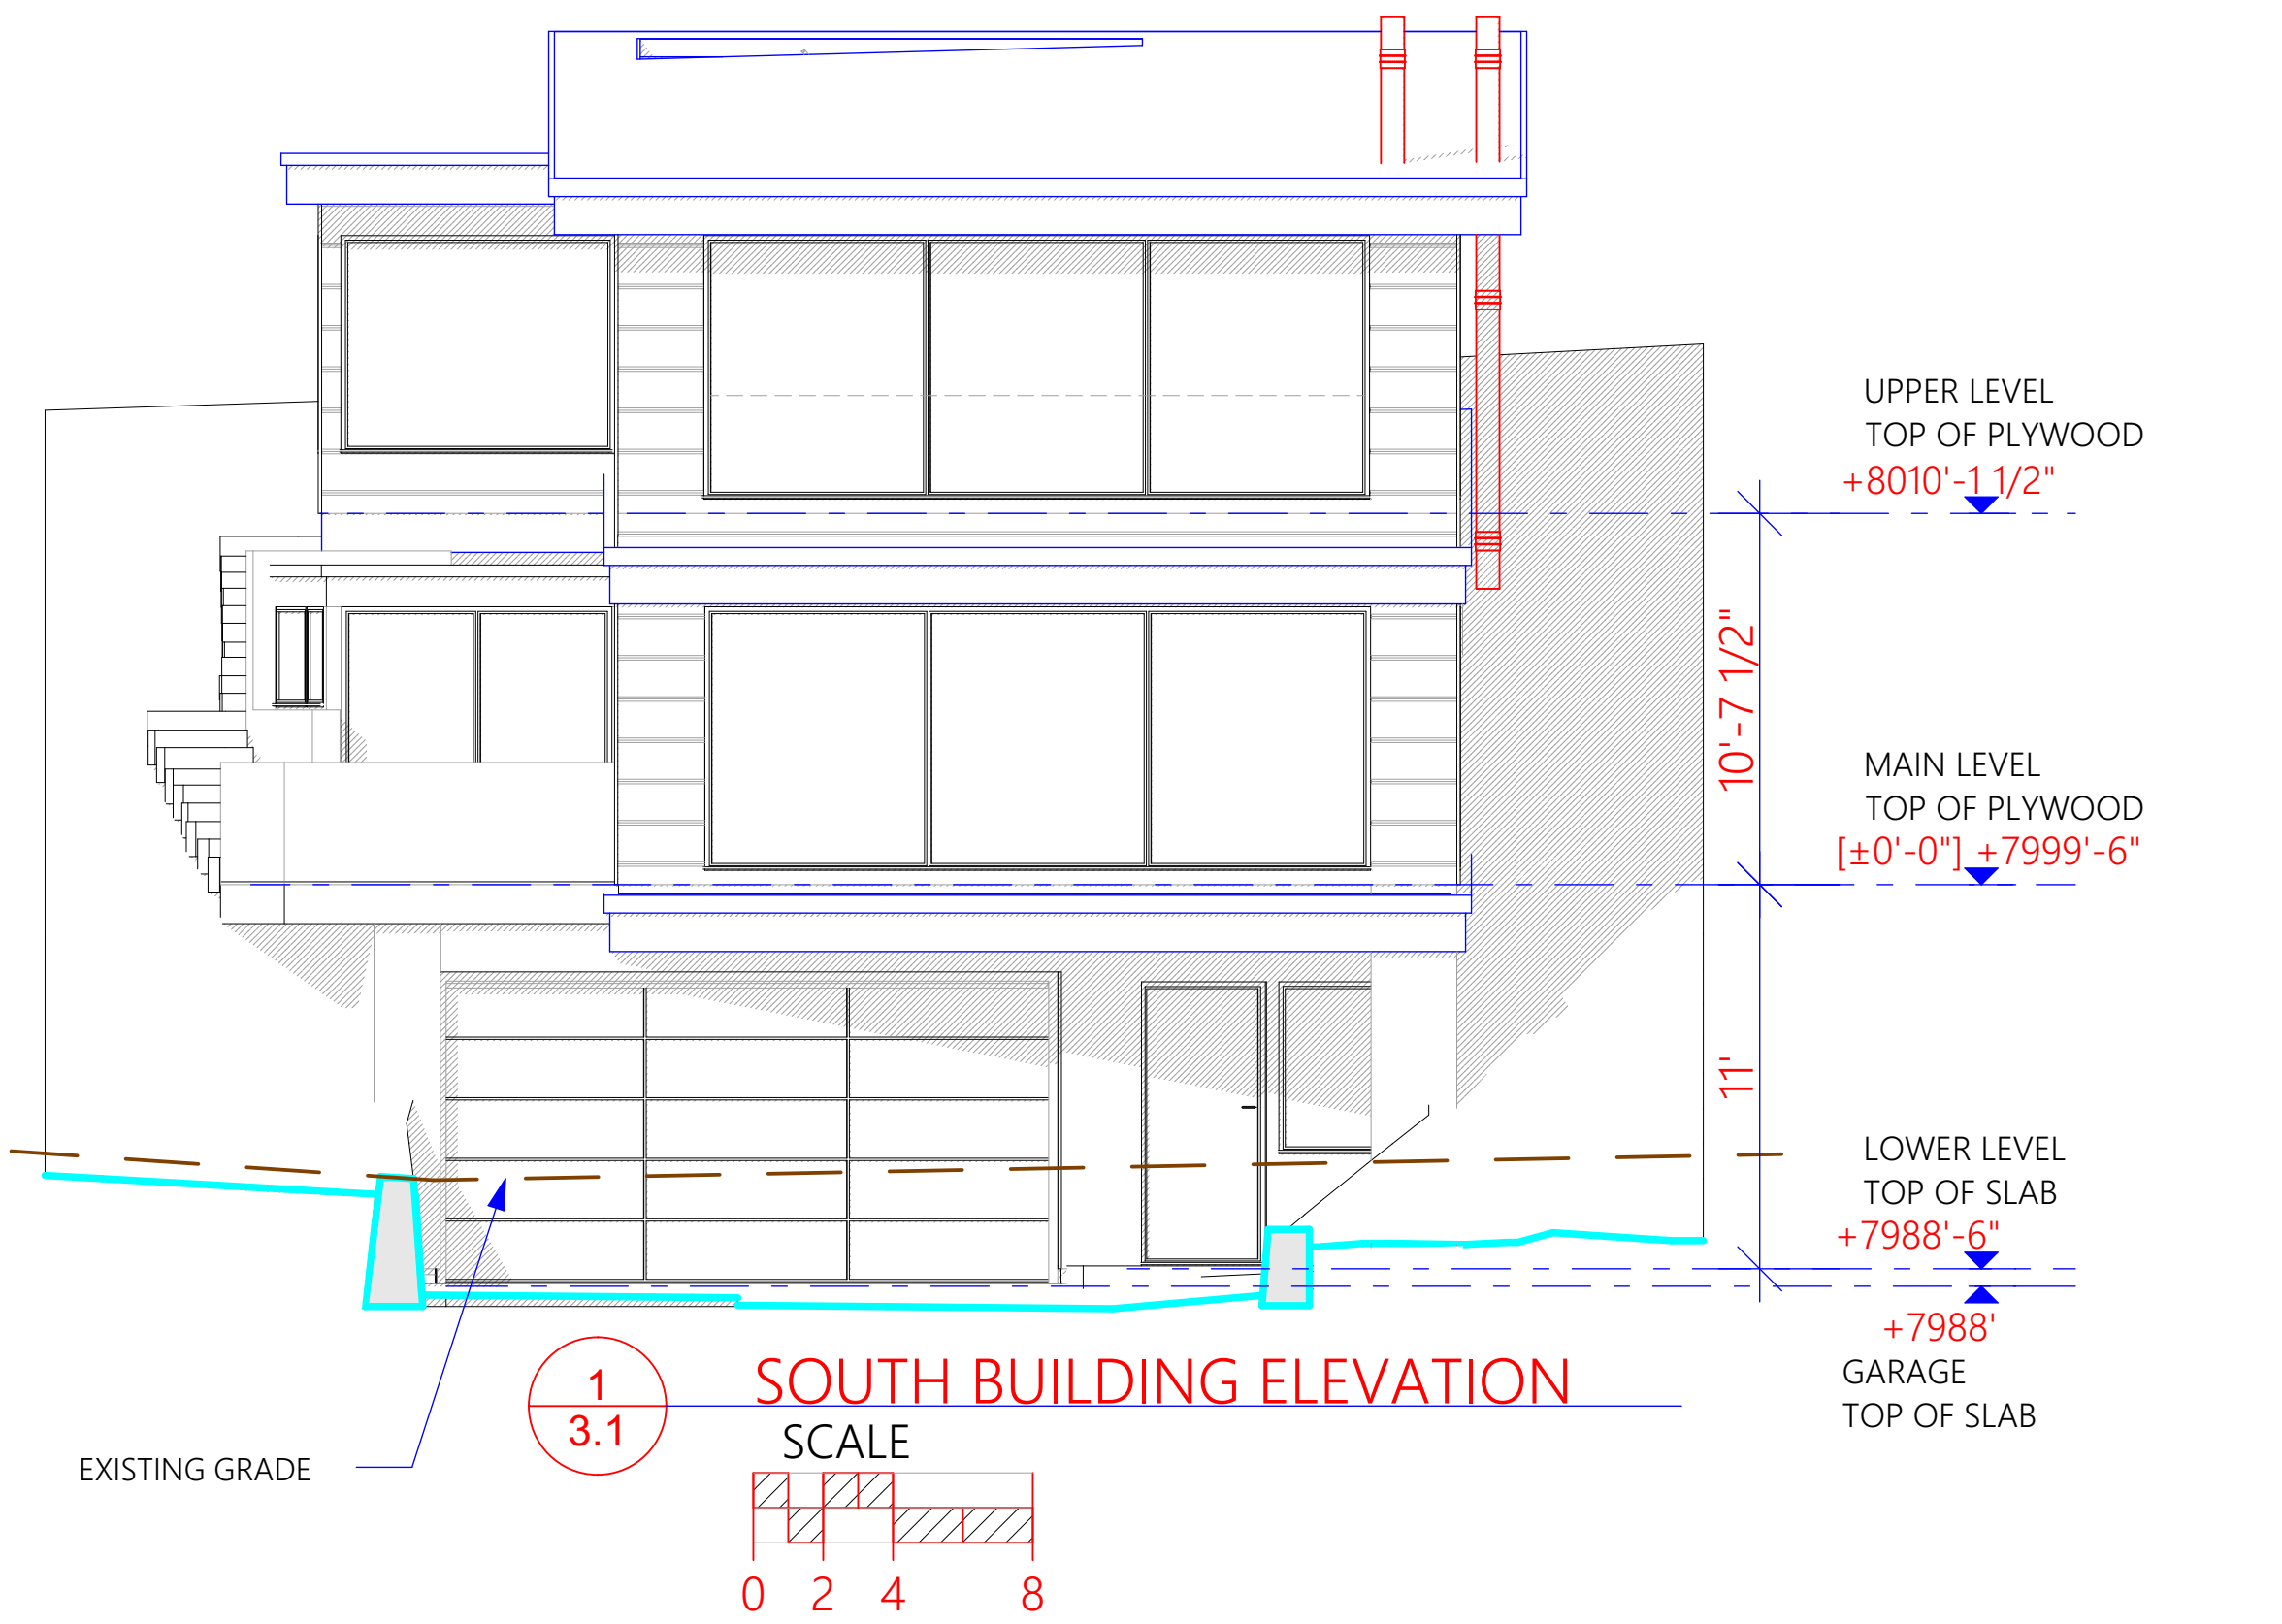 UPPER LEVEL
TOP OF PLYWOOD
+8010'-1 1/2"
10'-7 1/2"
MAIN LEVEL
TOP OF PLYWOOD
[±0'-0"] +7999'-6"
11'
LOWER LEVEL
TOP OF SLAB
+7988'-6"
+7988'
GARAGE
TOP OF SLAB
1
3.1
SOUTH BUILDING ELEVATION
SCALE
EXISTING GRADE
0 2 4 8